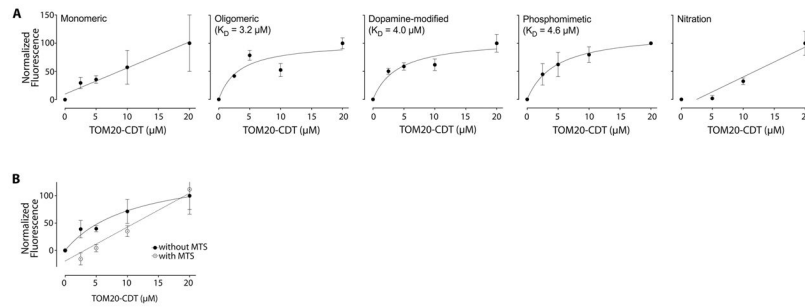 A
Normalized
Fluorescence
150
100
50
0
Monomeric
0 5 10 15 20
TOM20-CDT (μM)
Oligomeric
(KD = 3.2 μM)
0 5 10 15 20
TOM20-CDT (μM)
Dopamine-modified
(KD = 4.0 μM)
0 5 10 15 20
TOM20-CDT (μM)
Phosphomimetic
(KD = 4.6 μM)
0 5 10 15 20
TOM20-CDT (μM)
Nitration
0 5 10 15 20
TOM20-CDT (μM)
B
Normalized
Fluorescence
100
50
0
without MTS
with MTS
0 5 10 15 20
TOM20-CDT (μM)